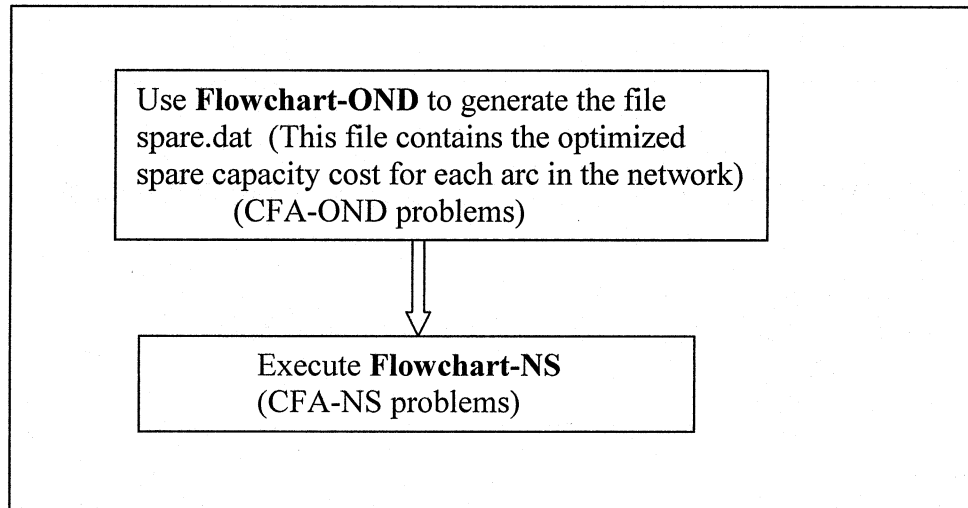 Use Flowchart-OND to generate the file
spare.dat (This file contains the optimized
spare capacity cost for each arc in the network)
(CFA-OND problems)
Execute Flowchart-NS
(CFA-NS problems)